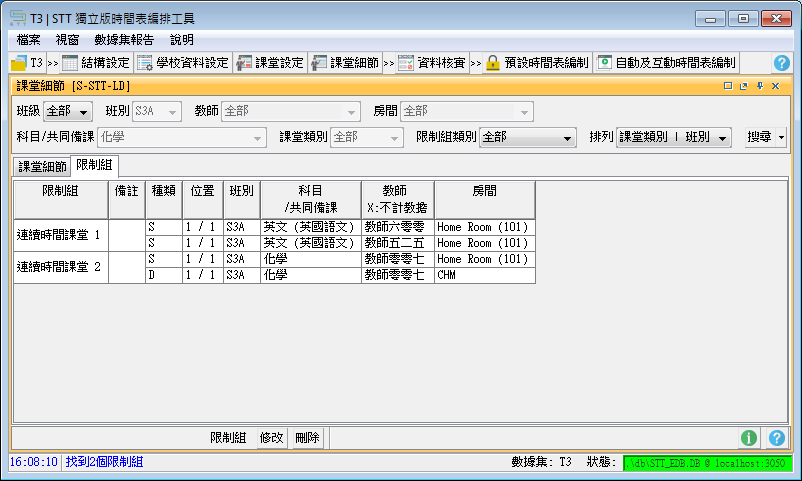 T3|STT 獨立版時間表編排工具
檔案 視窗 數據集報告 說明
T3 >> 結構設定 學校資料設定 課堂設定 課堂細節 >> 資料核實 >> 預設時間表編制 自動及互動時間表編制
課堂細節 [S-STT-LD]
班級 全部 班別 S3A 教師 全部 房間 全部
科目/共同備課 化學 課堂類別 全部 限制組類別 全部 排列 課堂類別 | 班別 搜尋
課堂細節 限制組
限制組 備註 種類 位置 班別 科目 教師 房間
/共同備課 X:不計教擔
連續時間課堂 1 S 1 / 1 S3A 英文 (英國語文) 教師六零零 Home Room (101)
S 1 / 1 S3A 英文 (英國語文) 教師五二五 Home Room (101)
連續時間課堂 2 S 1 / 1 S3A 化學 教師零零七 Home Room (101)
D 1 / 1 S3A 化學 教師零零七 CHM
限制組 修改 刪除
16:08:10 找到2個限制組 數據集: T3 狀態: .\db\STT_EDB.DB @ localhost:3050